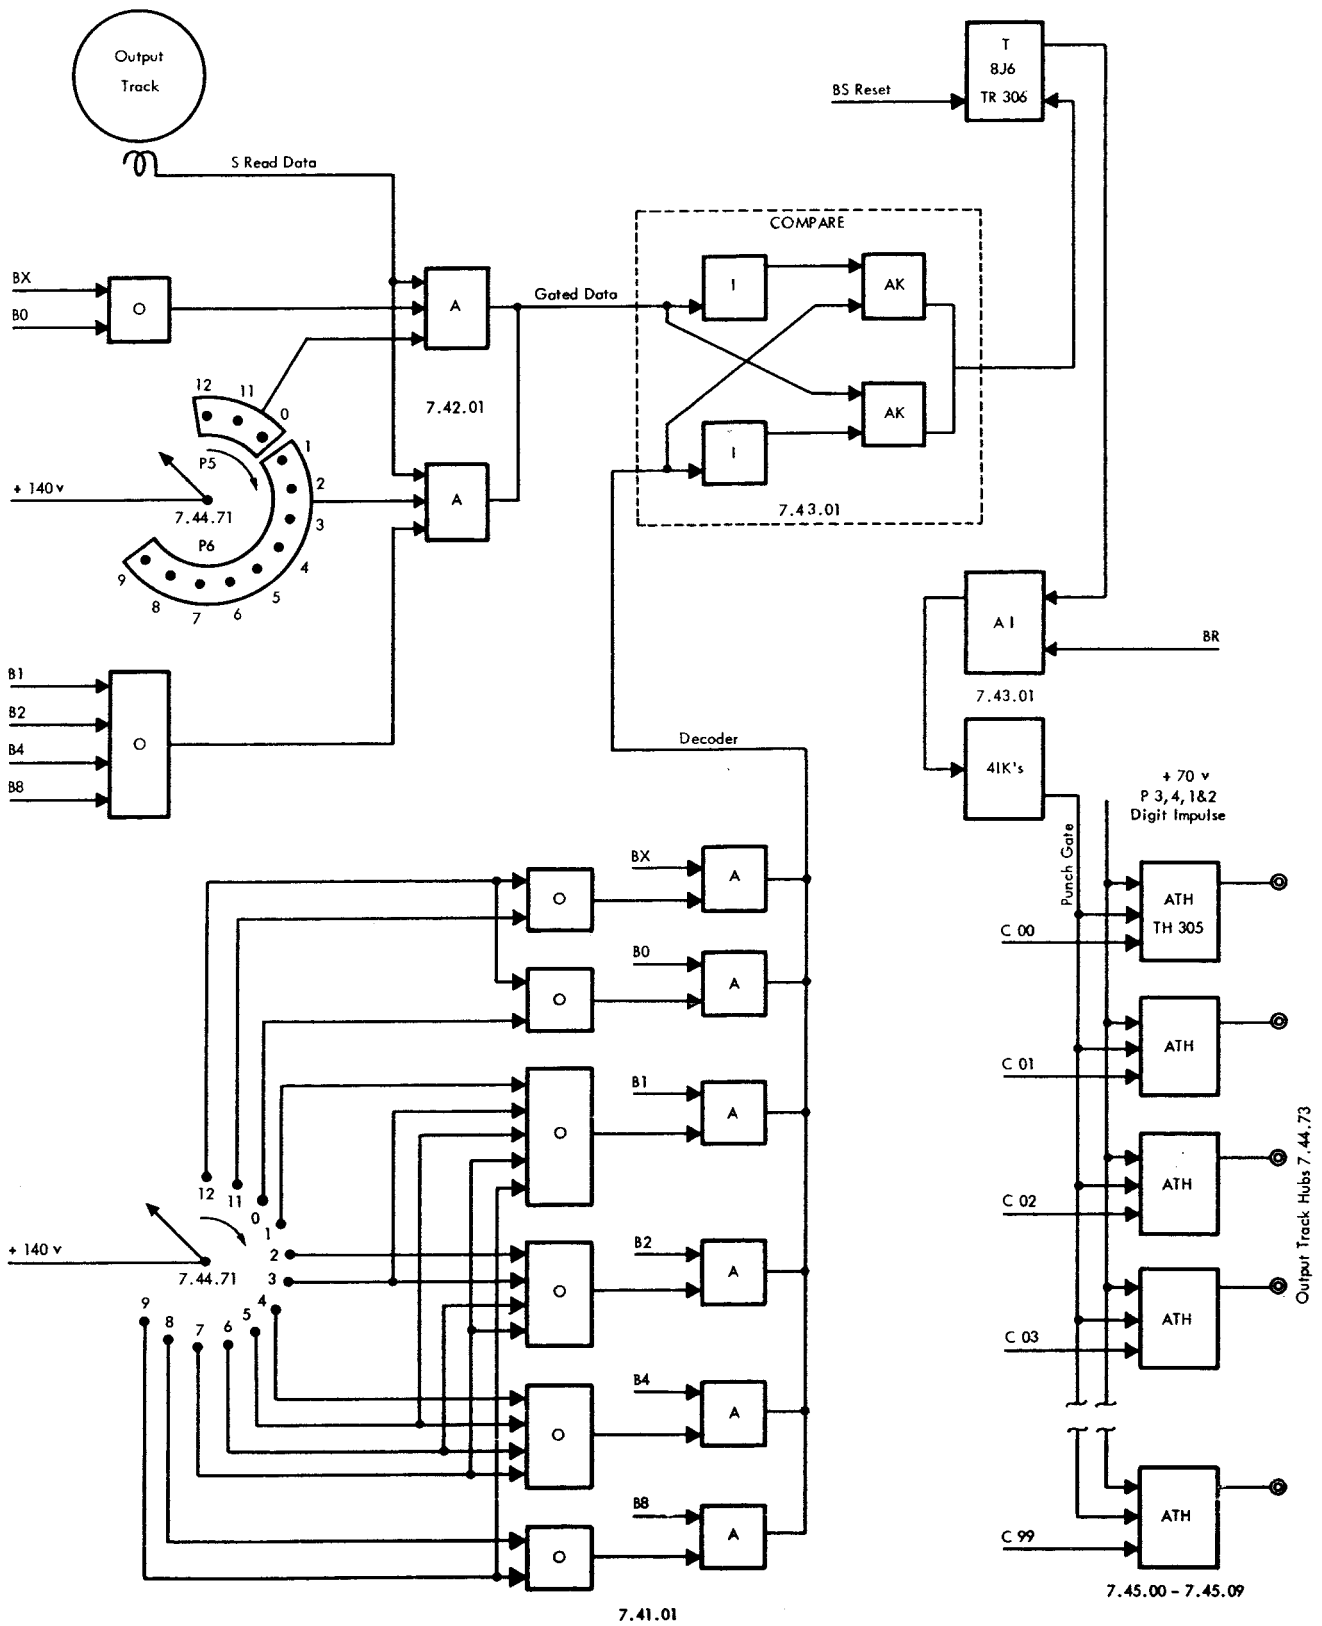 Output
Track
S Read Data
T
8J6
TR 306
BS Reset
COMPARE
BX
B0
O
A
Gated Data
I
AK
12
11
0
7.42.01
AK
I
1
P5
2
+ 140 v
7.44.71
A
3
7.43.01
P6
9
4
8
5
7
6
A I
BR
B1
7.43.01
B2
O
Decoder
B4
4IK's
B8
+ 70 v
P 3, 4, 1&2
Digit Impulse
Punch Gate
BX
A
O
ATH
TH 305
C 00
B0
A
O
ATH
C 01
B1
A
O
Output Track Hubs 7.44.73
12
11
0
1
ATH
C 02
B2
2
+ 140 v
7.44.71
3
A
O
4
9
8
7
6
5
ATH
C 03
B4
A
O
B8
A
O
ATH
C 99
7.41.01
7.45.00 - 7.45.09